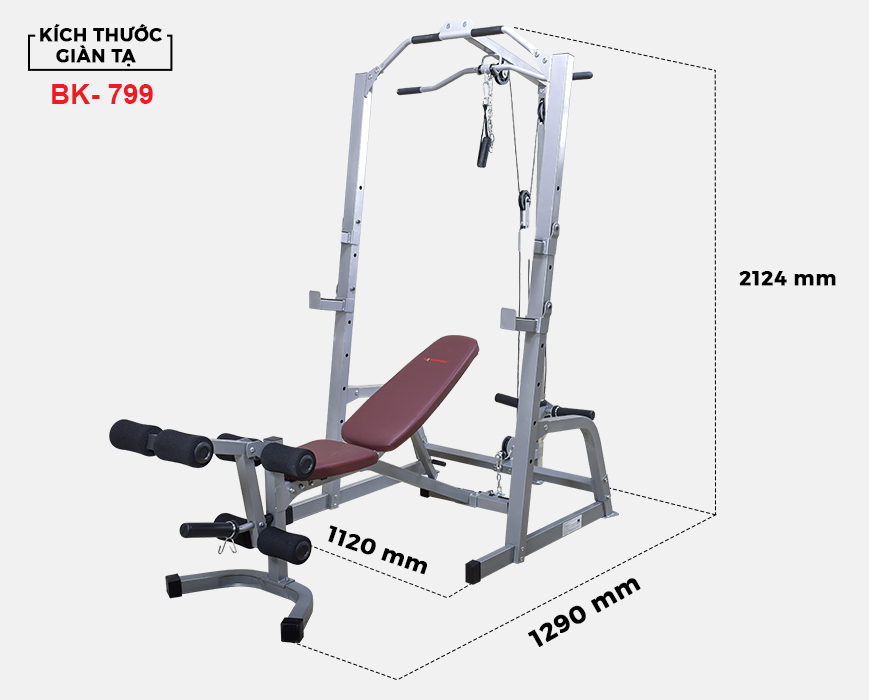 KÍCH THƯỚC
GIÀN TẠ
BK- 799
2124 mm
1120 mm
1290 mm